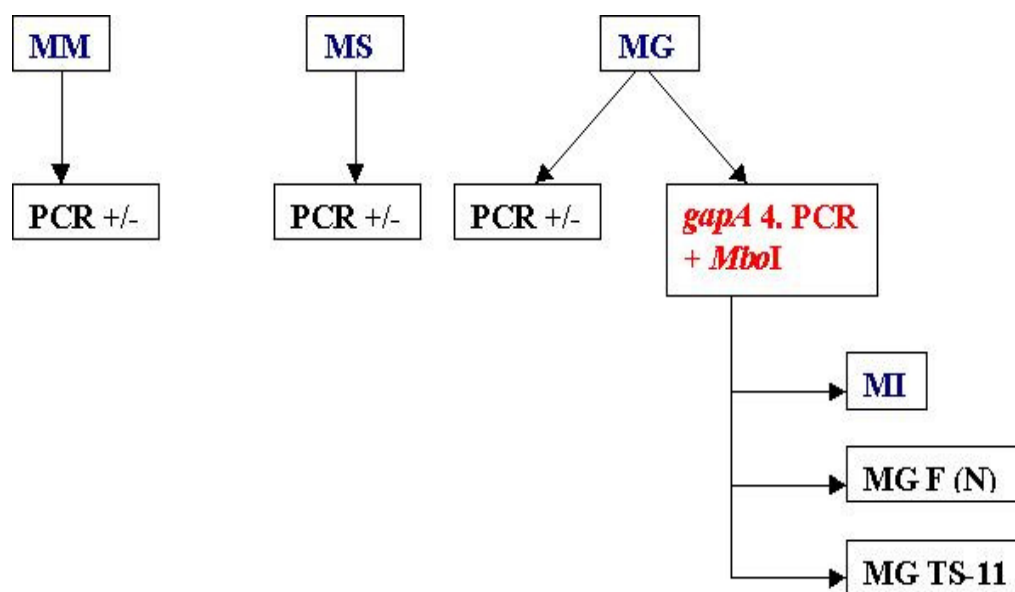 MM
MS
MG
PCR +/-
PCR +/-
PCR +/-
gapA 4. PCR
+ MboI
MI
MG F (N)
MG TS-11